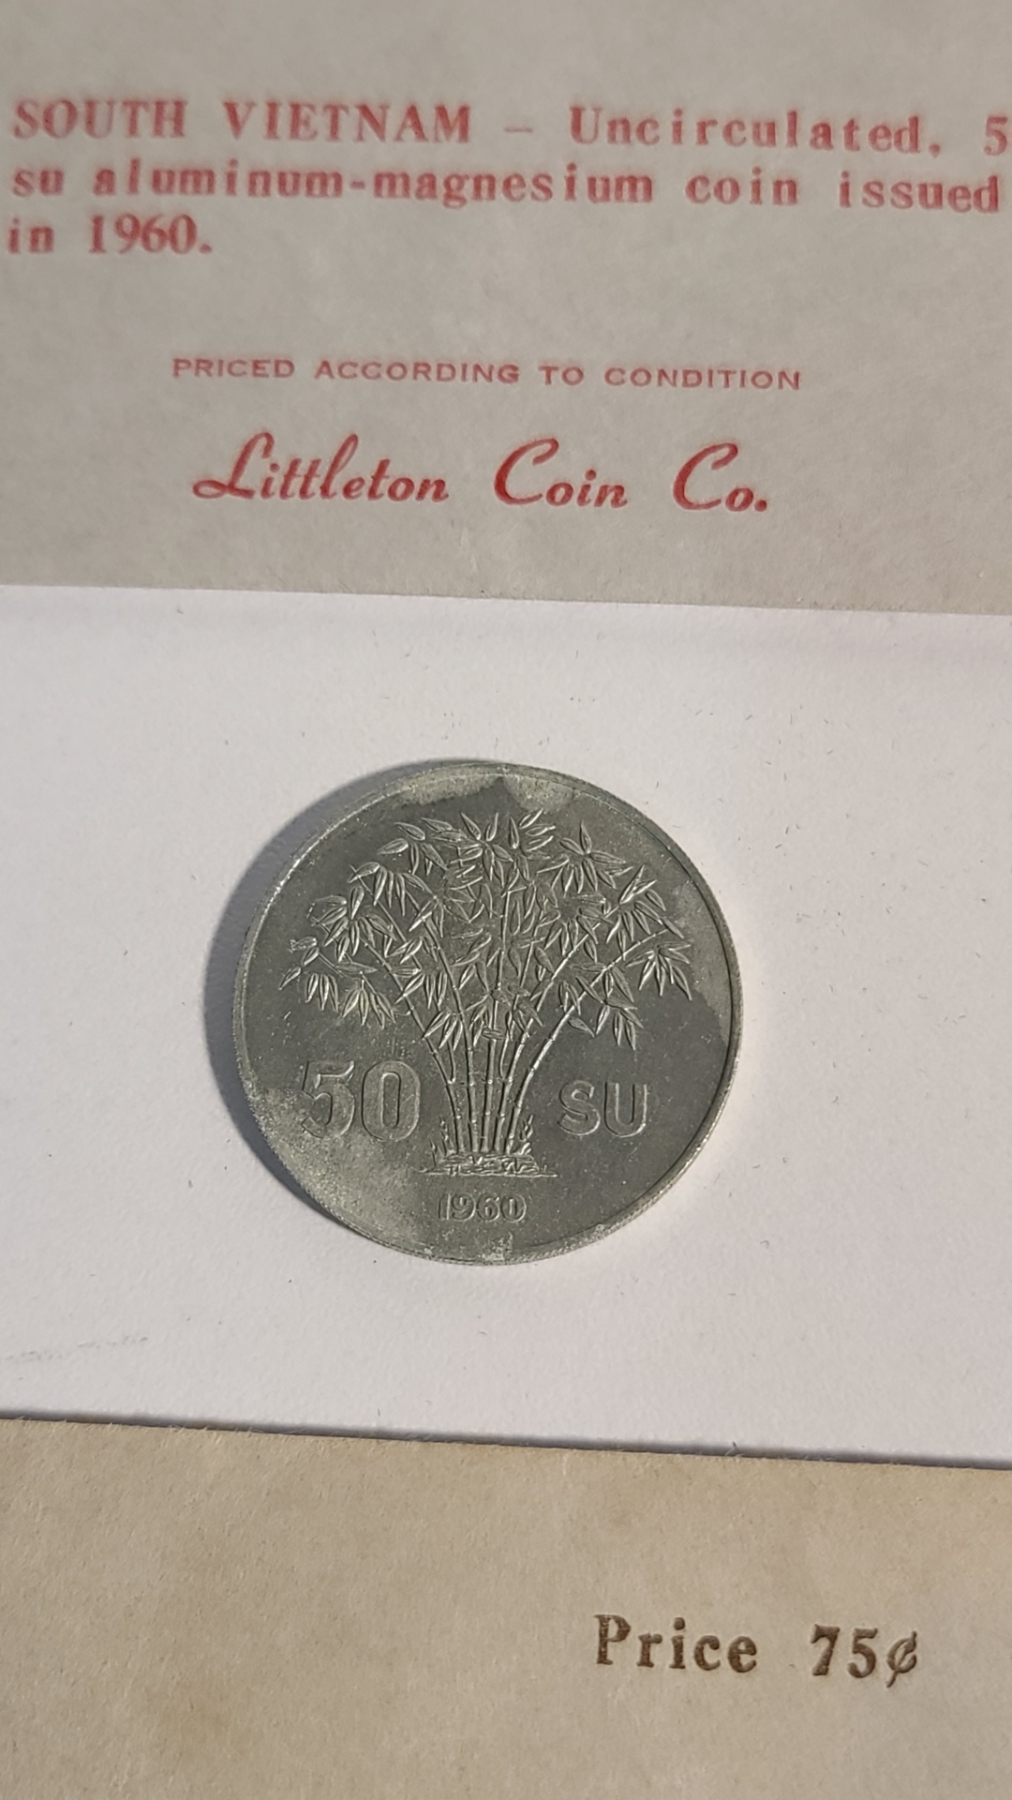 SOUTH VIETNAM – Uncirculated, 5
su aluminum-magnesium coin issued
in 1960.
PRICED ACCORDING TO CONDITION
Littleton Coin Co.
50 SU
1960
Price 75¢